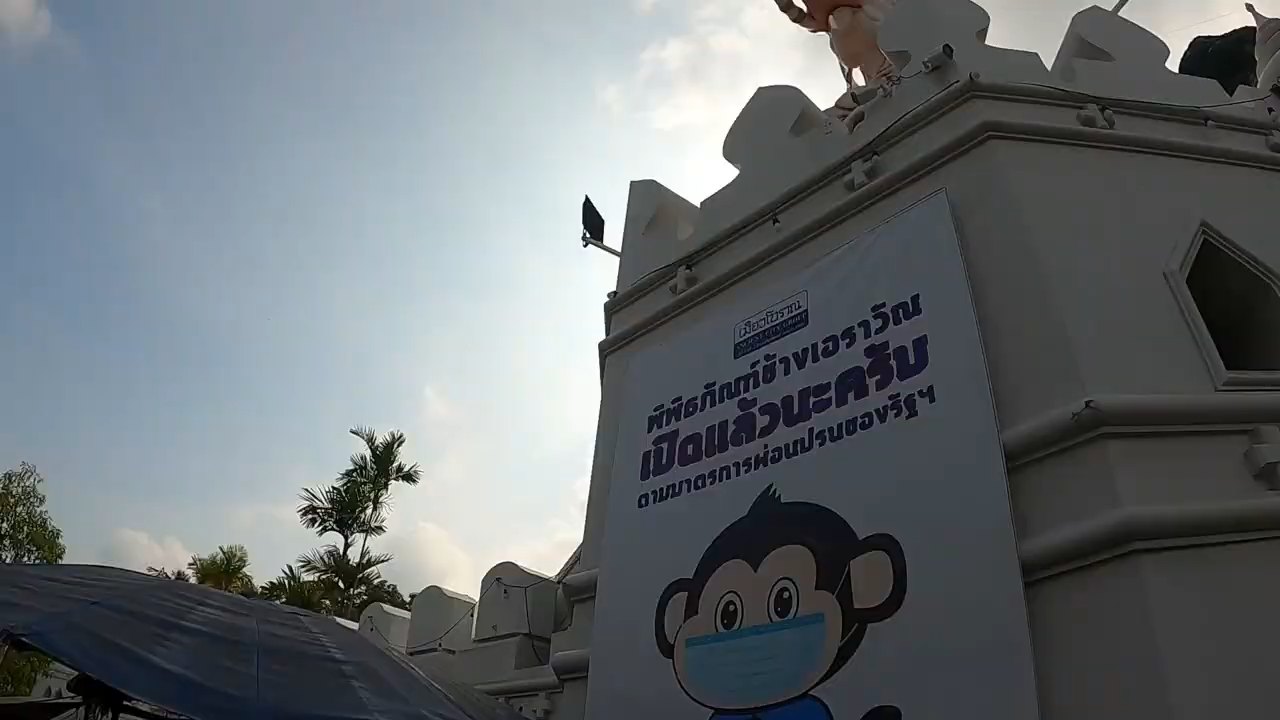 เมืองโบราณ
พิพิธภัณฑ์ช้างเอราวัณ
เปิดแล้วนะครับ
ตามมาตรการผ่อนปรนของรัฐฯ